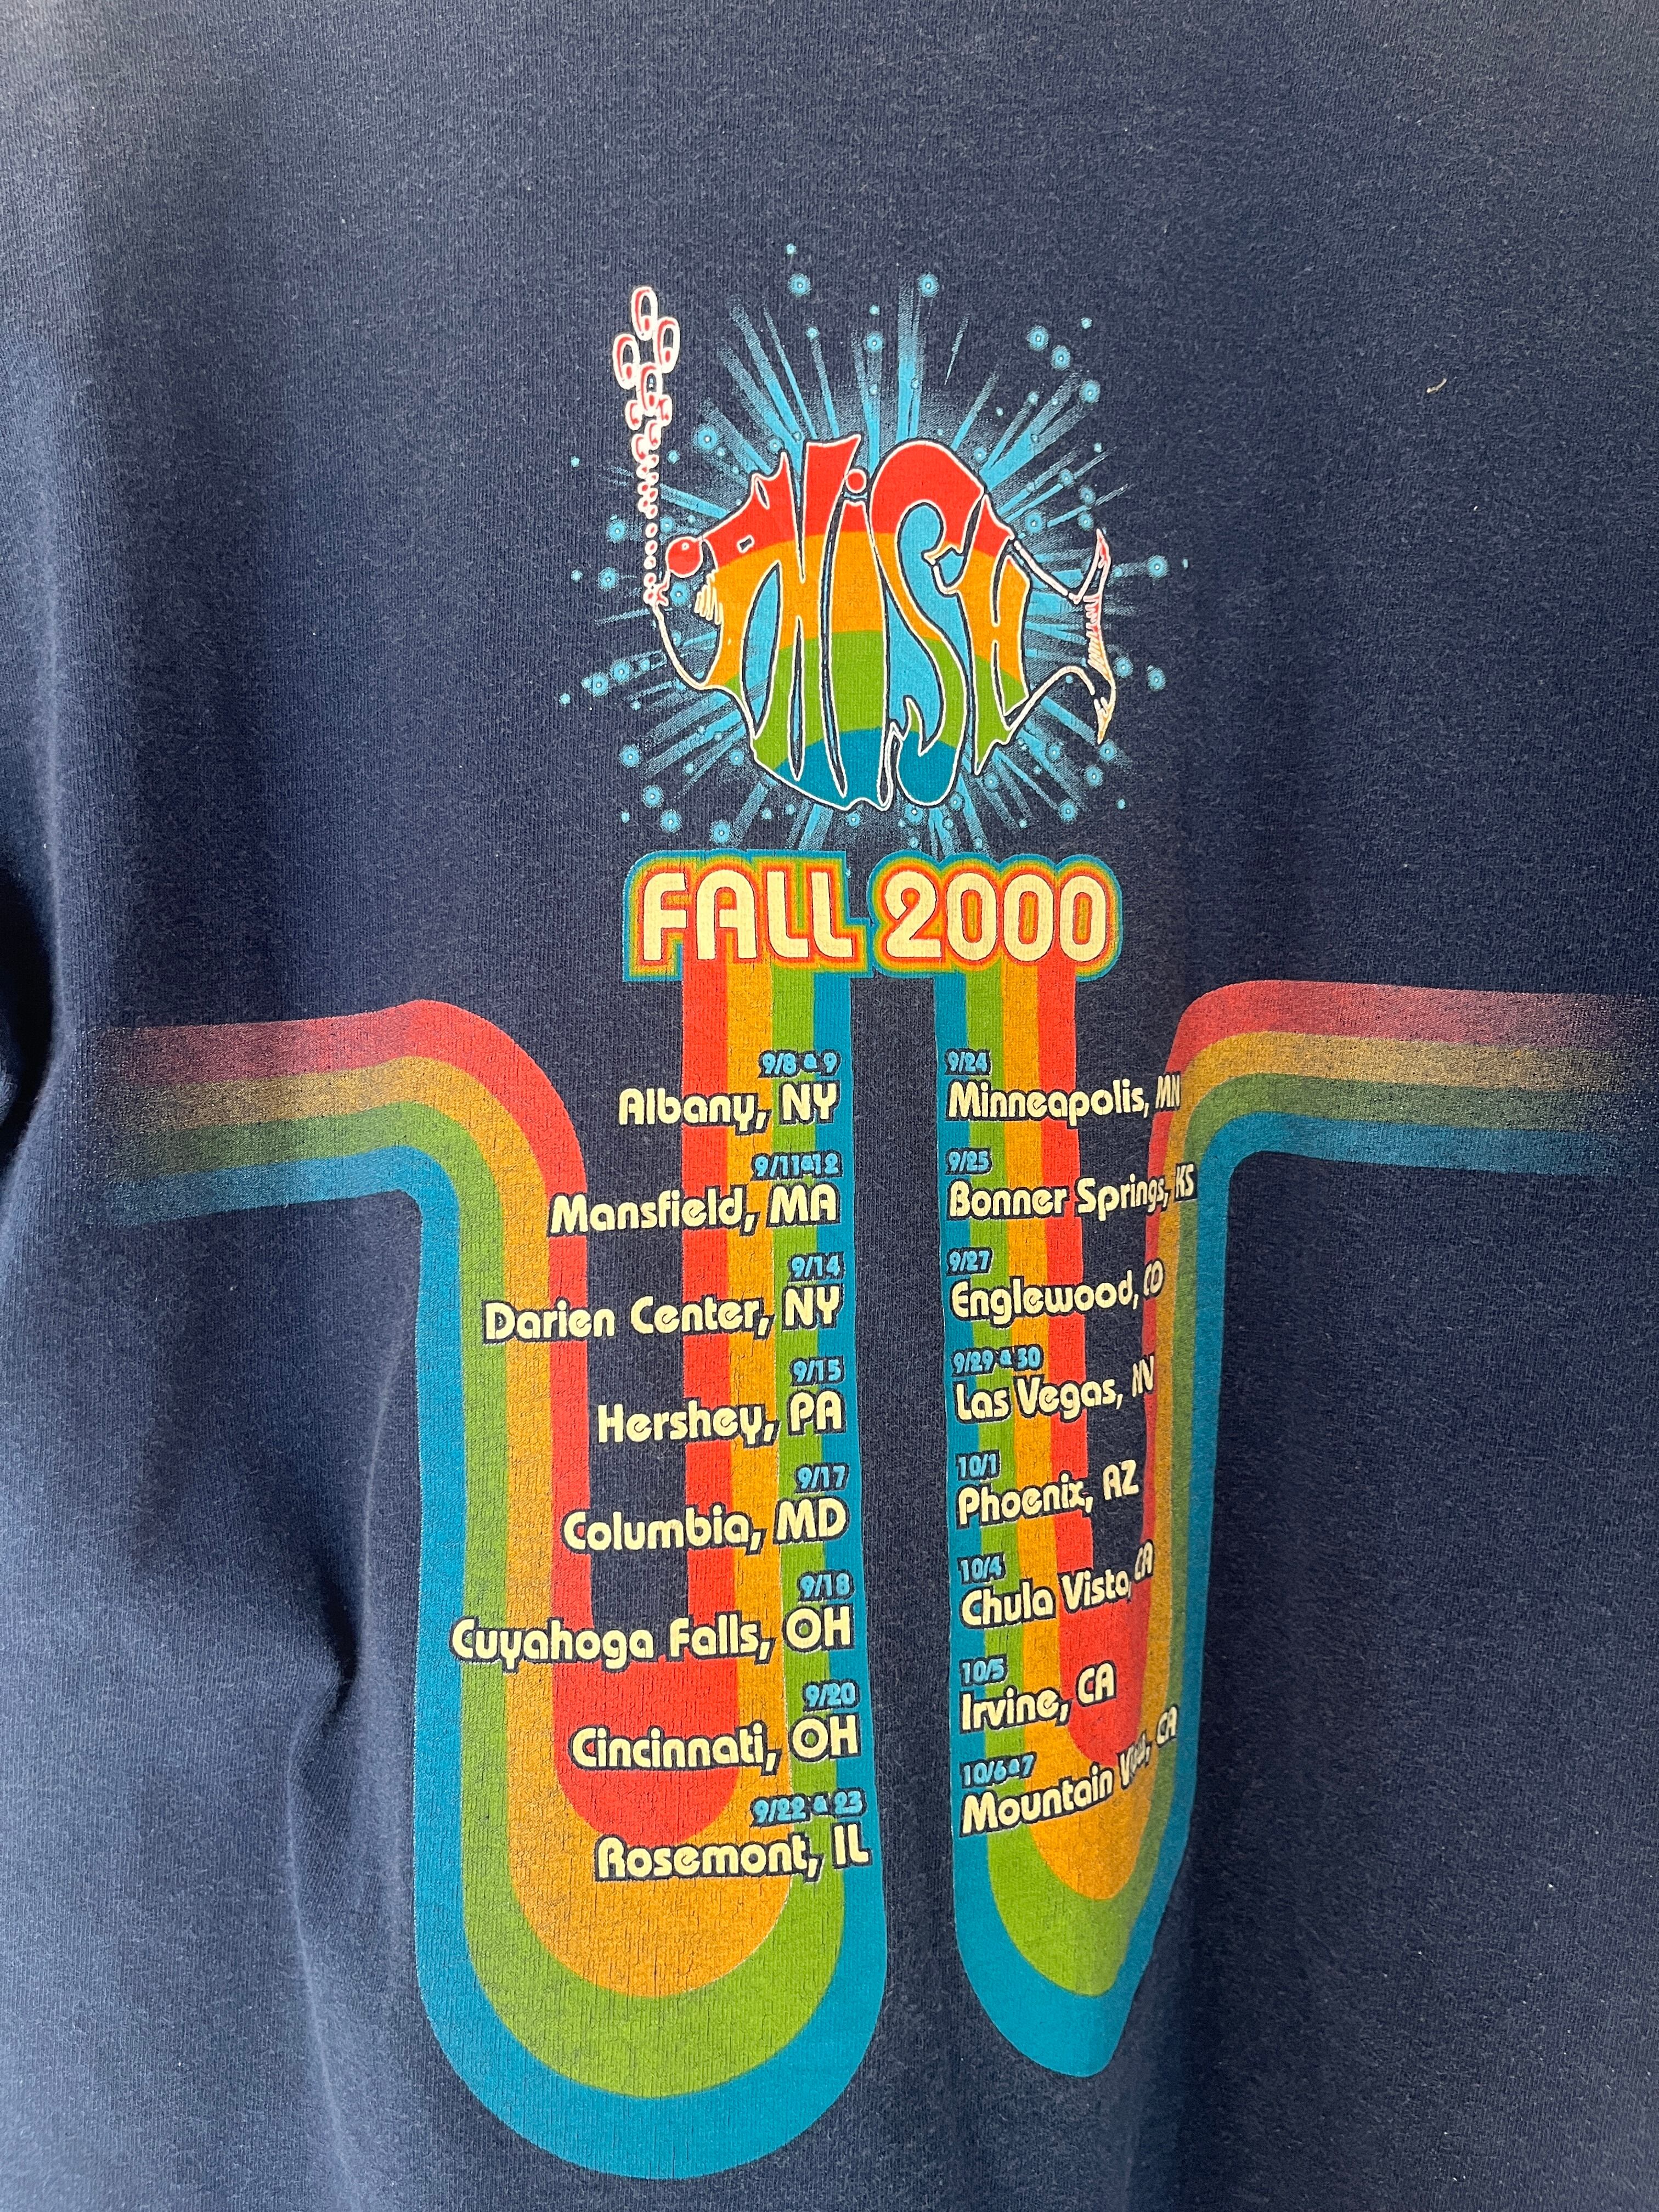 PHiSH
FALL 2000
9/8 & 9
Albany, NY
9/11&12
Mansfield, MA
9/14
Darien Center, NY
9/15
Hershey, PA
9/17
Columbia, MD
9/18
Cuyahoga Falls, OH
9/20
Cincinnati, OH
9/22 & 23
Rosemont, IL
9/24
Minneapolis, MN
9/25
Bonner Springs, KS
9/27
Englewood, CO
9/29 & 30
Las Vegas, NV
10/1
Phoenix, AZ
10/4
Chula Vista, CA
10/5
Irvine, CA
10/6&7
Mountain View, CA